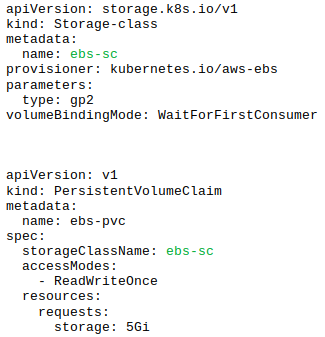 apiVersion: storage.k8s.io/v1
kind: Storage-class
metadata:
  name: ebs-sc
provisioner: kubernetes.io/aws-ebs
parameters:
  type: gp2
volumeBindingMode: WaitForFirstConsumer
apiVersion: v1
kind: PersistentVolumeClaim
metadata:
  name: ebs-pvc
spec:
  storageClassName: ebs-sc
  accessModes:
    - ReadWriteOnce
  resources:
    requests:
      storage: 5Gi